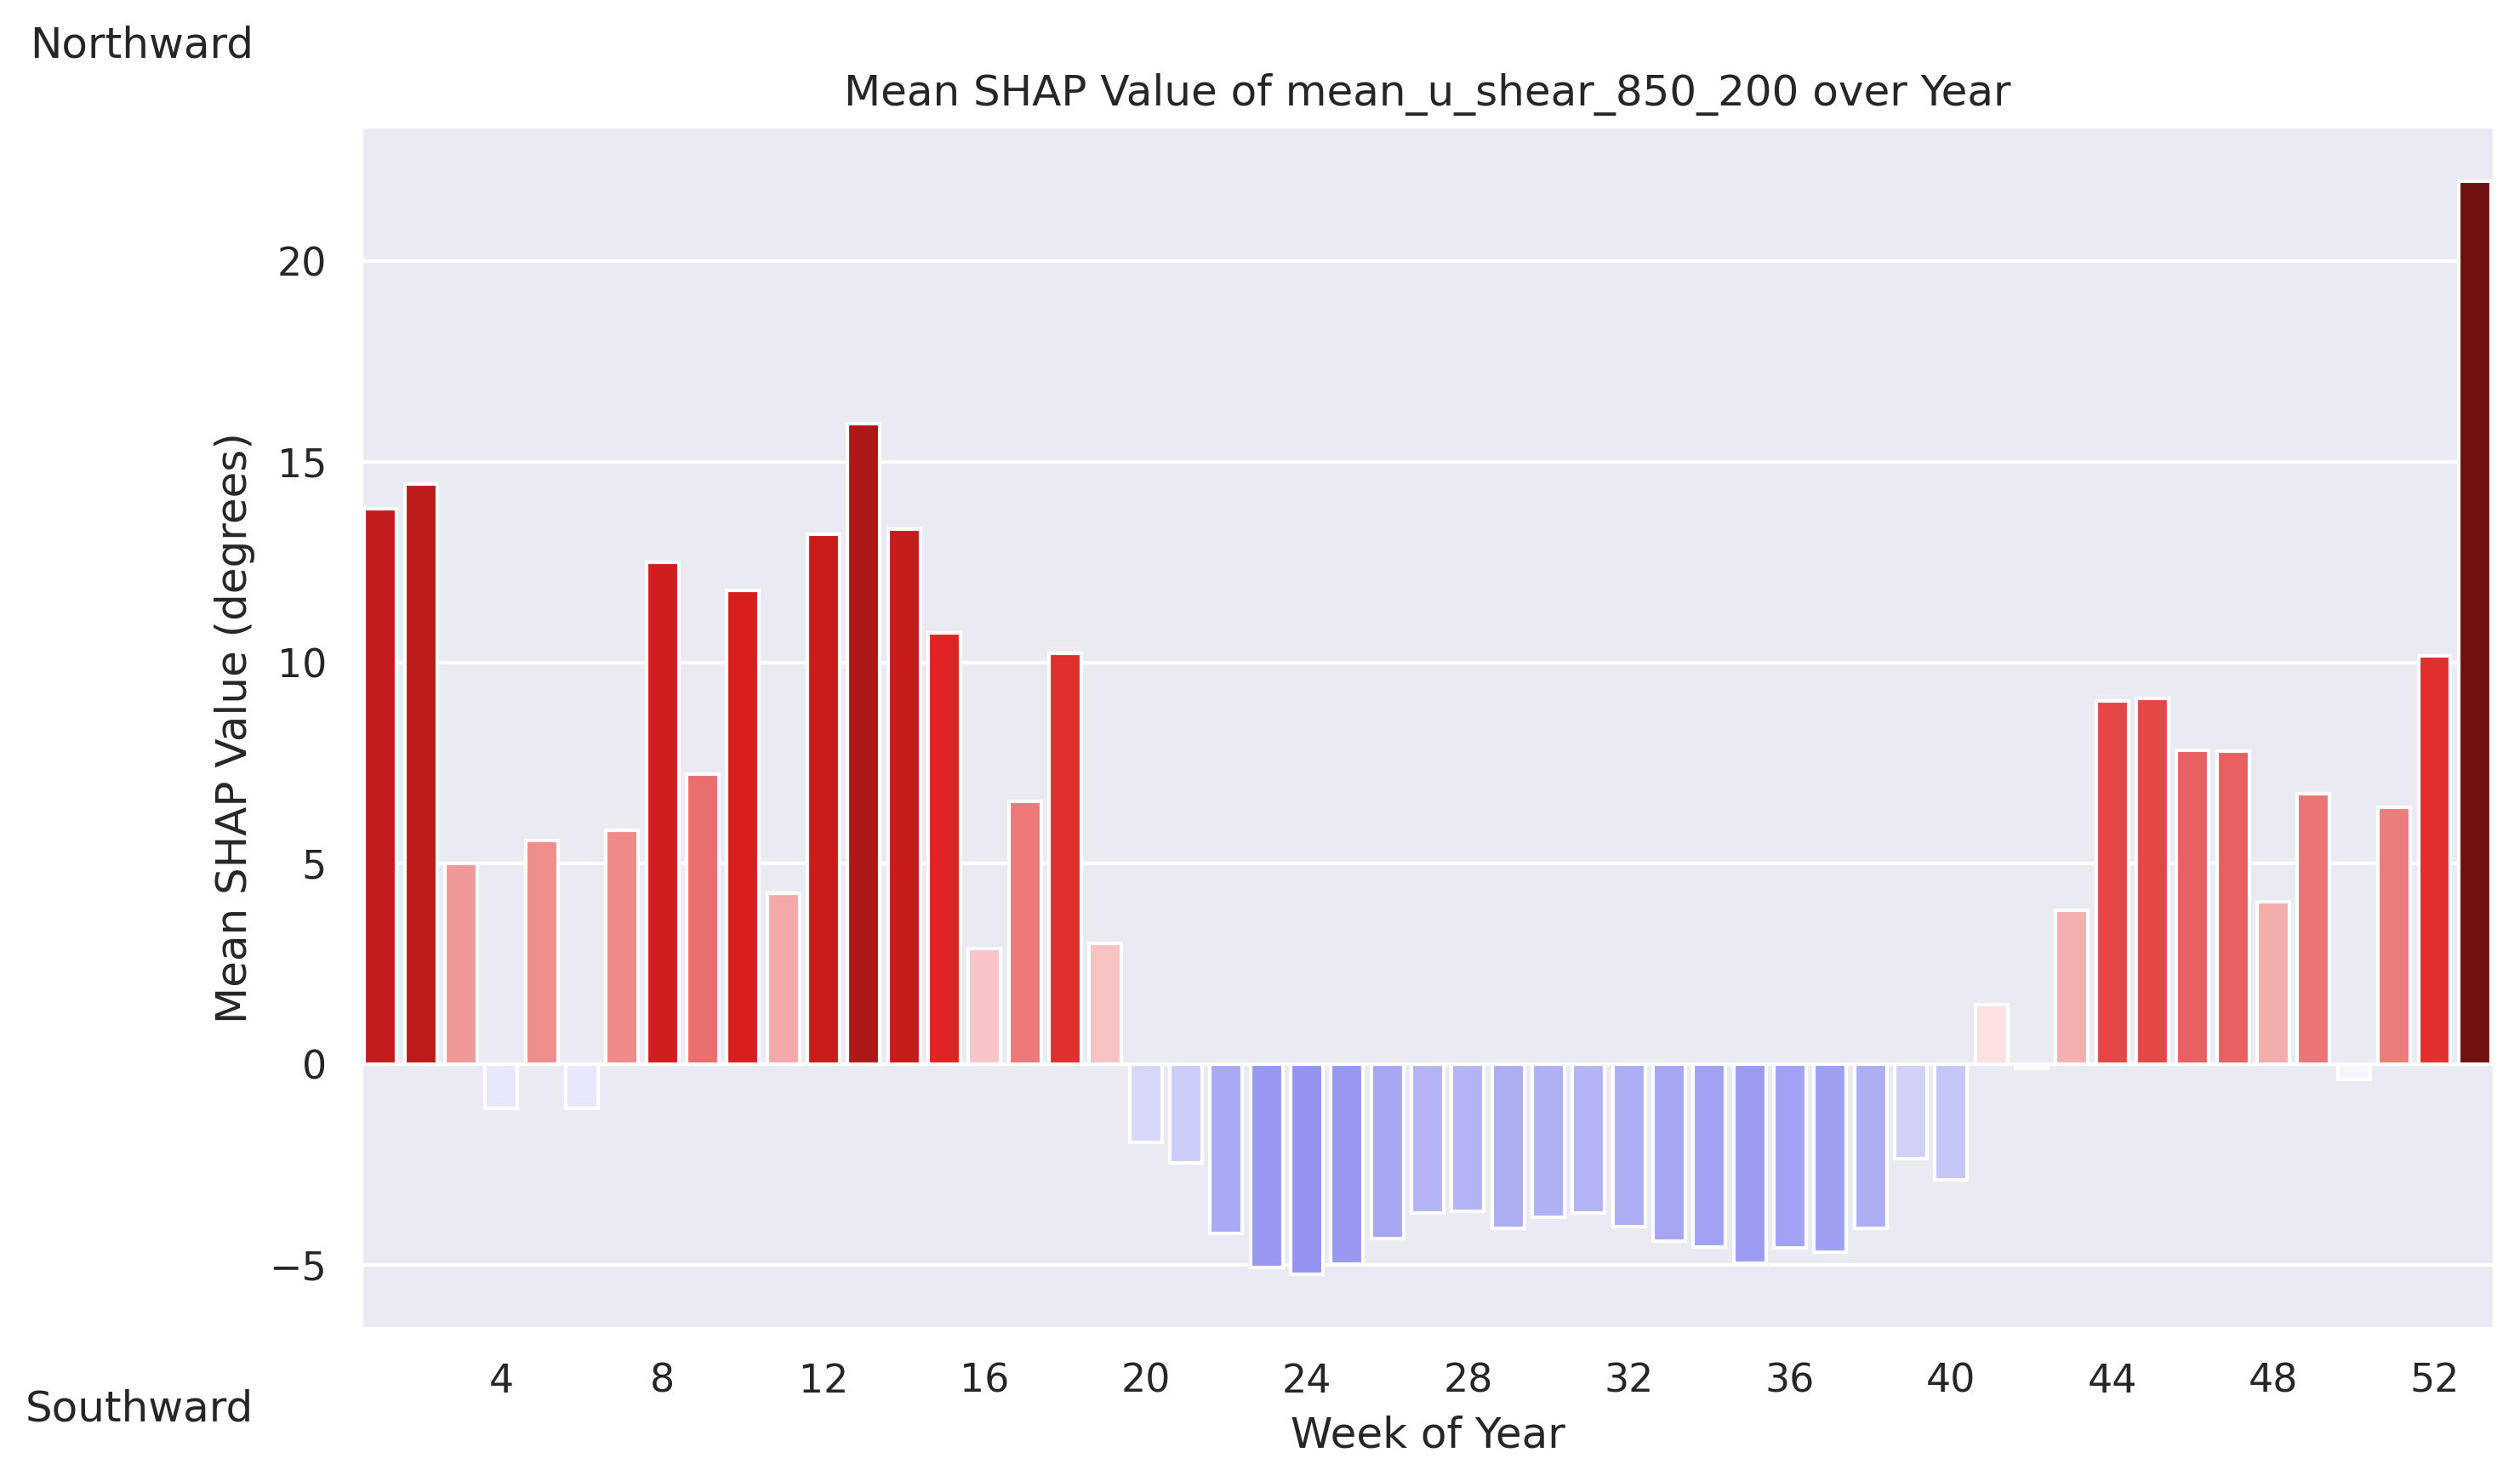 Northward
Mean SHAP Value of mean_u_shear_850_200 over Year
Mean SHAP Value (degrees)
20
15
10
5
0
−5
4 8 12 16 20 24 28 32 36 40 44 48 52
Southward
Week of Year